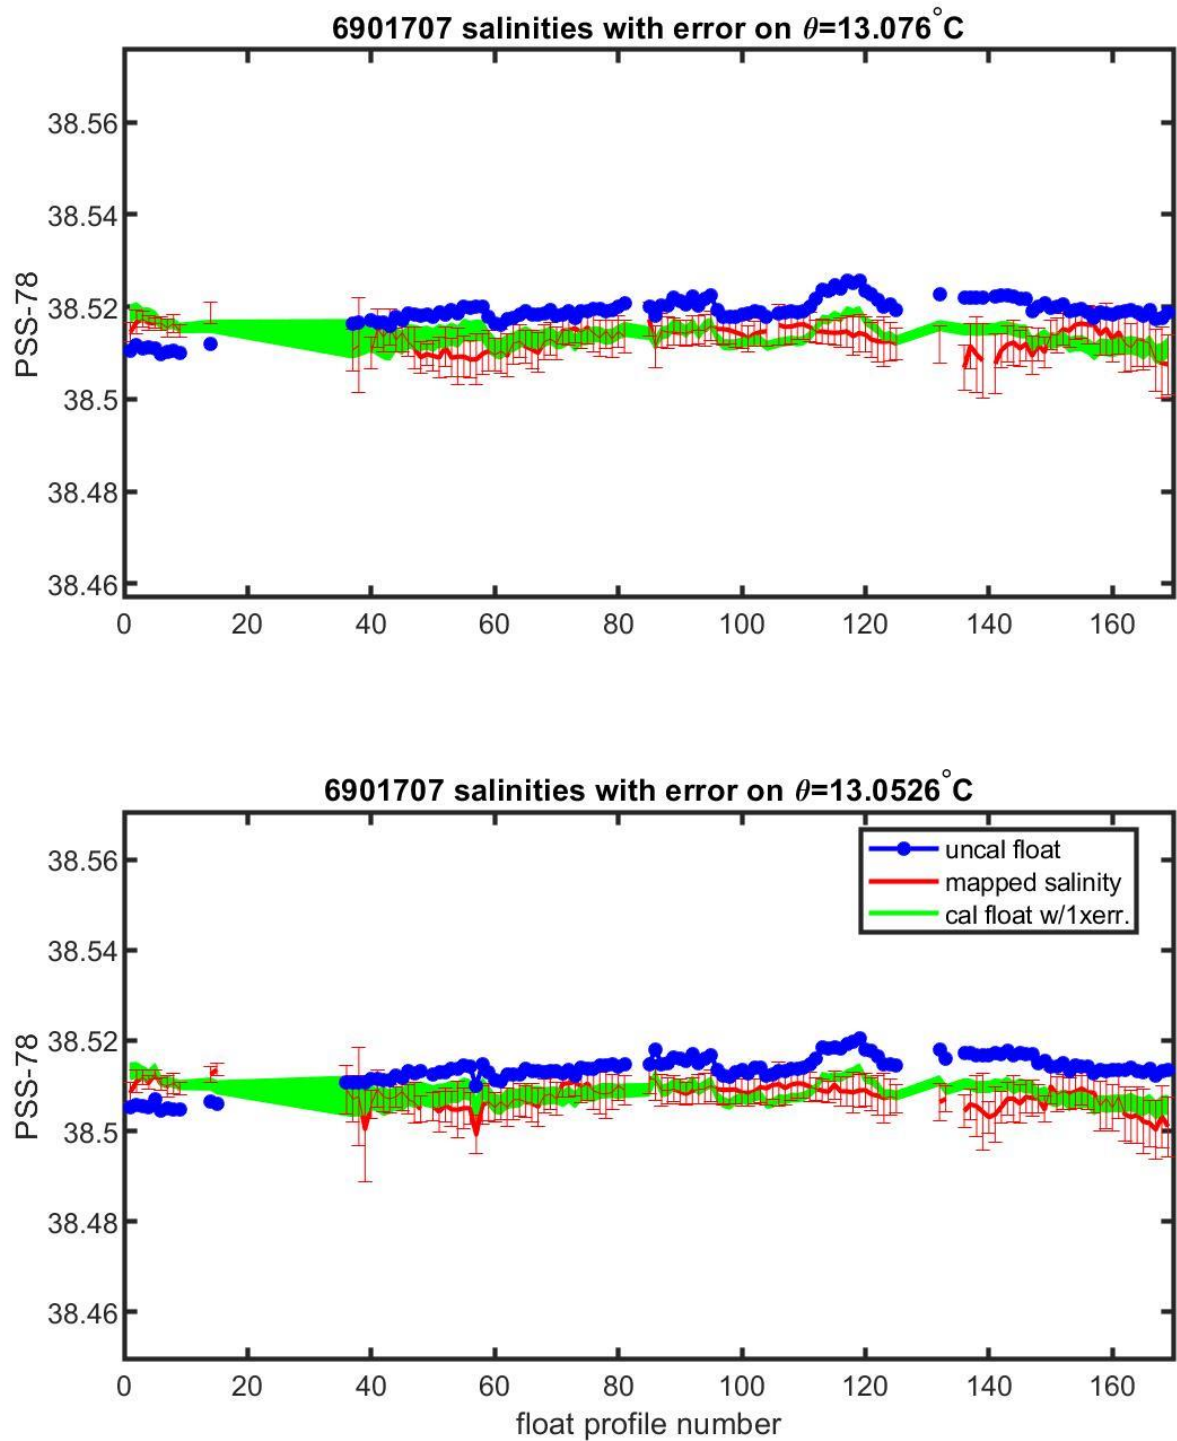 6901707 salinities with error on θ=13.076°C
PSS-78
38.56
38.54
38.52
38.5
38.48
38.46
0 20 40 60 80 100 120 140 160
6901707 salinities with error on θ=13.0526°C
uncal float
mapped salinity
cal float w/1xerr.
PSS-78
38.56
38.54
38.52
38.5
38.48
38.46
0 20 40 60 80 100 120 140 160
float profile number